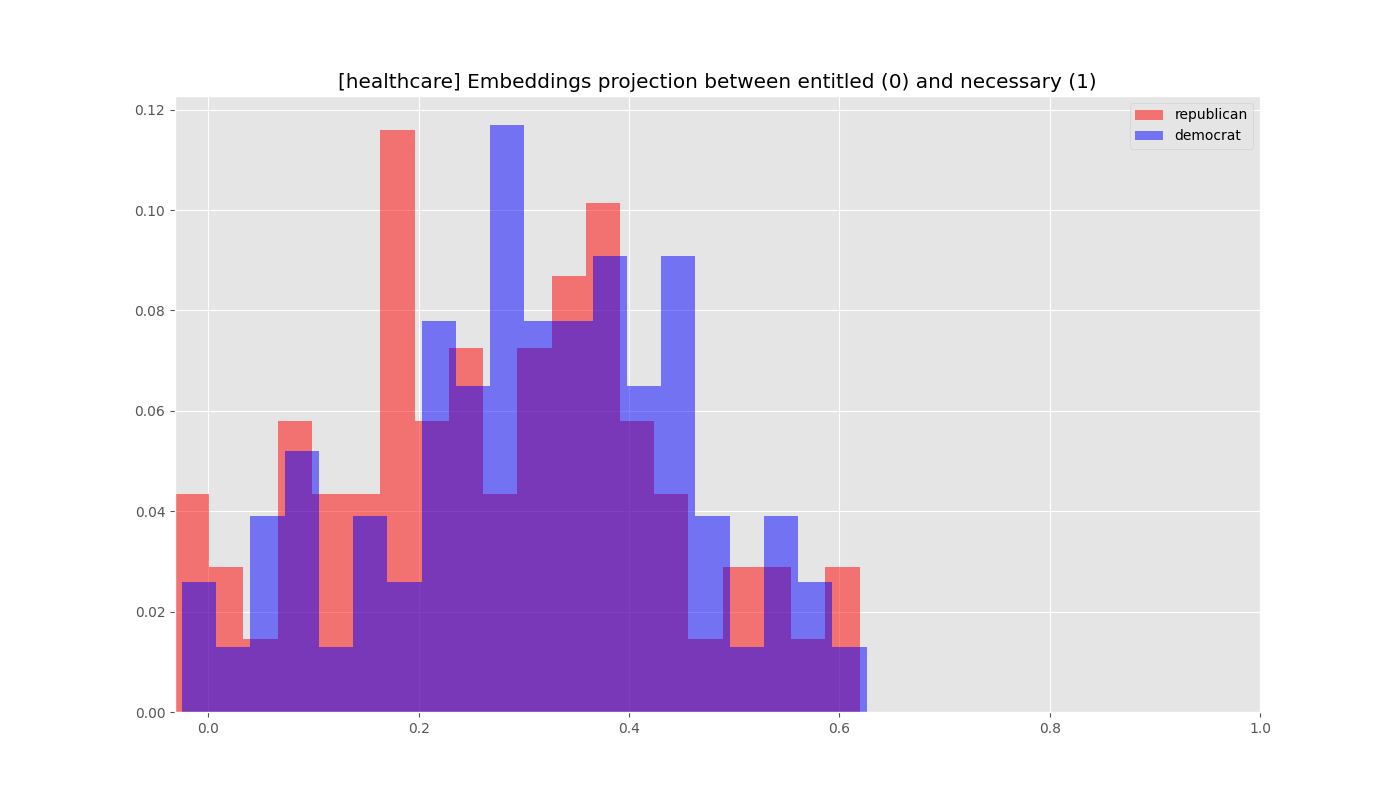 [healthcare] Embeddings projection between entitled (0) and necessary (1)
republican
democrat
0.12
0.10
0.08
0.06
0.04
0.02
0.00
0.0 0.2 0.4 0.6 0.8 1.0